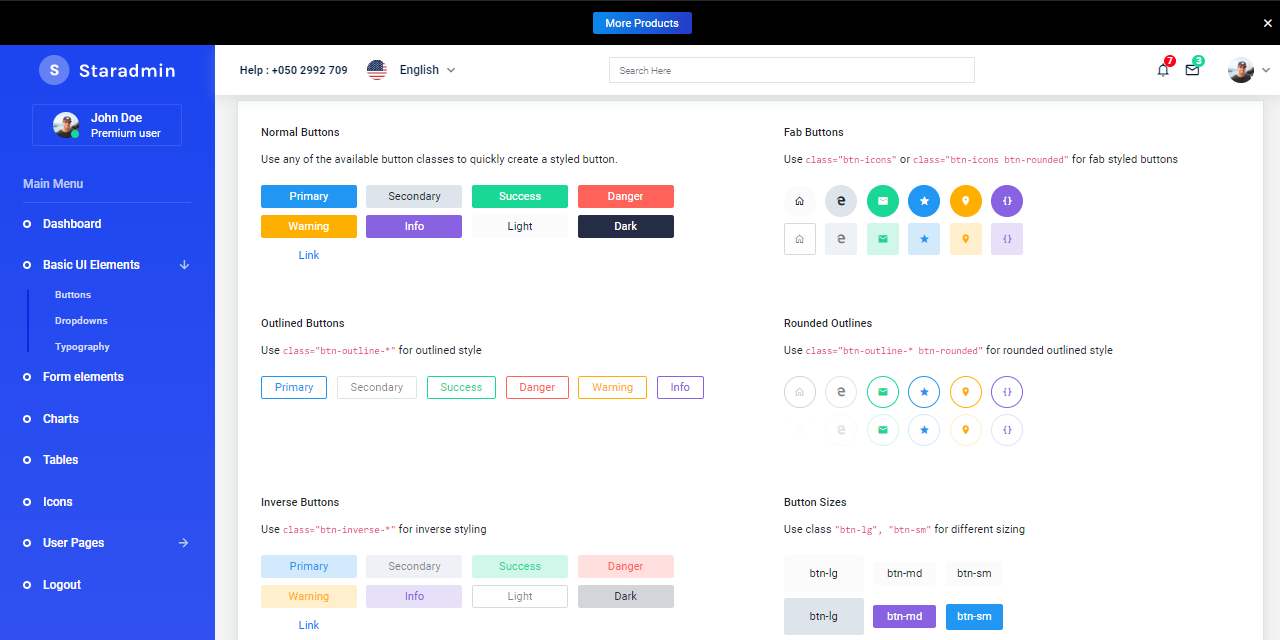 More Products
×
S Staradmin
Help : +050 2992 709
English
Search Here
7
3
John Doe
Premium user
Main Menu
Dashboard
Basic UI Elements
Buttons
Dropdowns
Typography
Form elements
Charts
Tables
Icons
User Pages
Logout
Normal Buttons
Use any of the available button classes to quickly create a styled button.
Primary Secondary Success Danger
Warning Info Light Dark
Link
Fab Buttons
Use class="btn-icons" or class="btn-icons btn-rounded" for fab styled buttons
Outlined Buttons
Use class="btn-outline-*" for outlined style
Primary Secondary Success Danger Warning Info
Rounded Outlines
Use class="btn-outline-* btn-rounded" for rounded outlined style
Inverse Buttons
Use class="btn-inverse-*" for inverse styling
Primary Secondary Success Danger
Warning Info Light Dark
Link
Button Sizes
Use class "btn-lg", "btn-sm" for different sizing
btn-lg btn-md btn-sm
btn-lg btn-md btn-sm